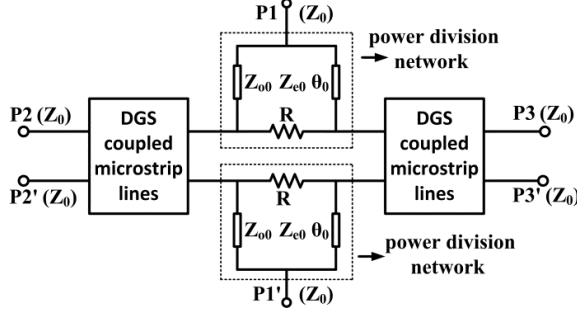 P1 (Z₀)
power division
network
Zₒ₀ Zₑ₀ θ₀
R
P2 (Z₀)
DGS
coupled
microstrip
lines
P2' (Z₀)
DGS
coupled
microstrip
lines
P3 (Z₀)
P3' (Z₀)
R
Zₒ₀ Zₑ₀ θ₀
power division
network
P1' (Z₀)